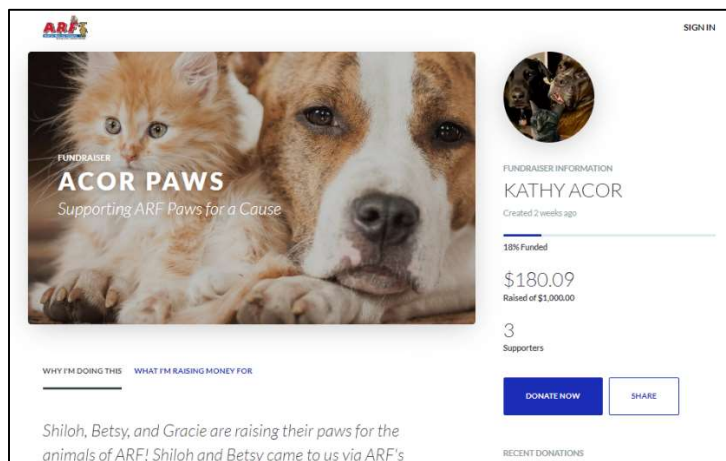 ARF
SIGN IN
FUNDRAISER
ACOR PAWS
Supporting ARF Paws for a Cause
FUNDRAISER INFORMATION
KATHY ACOR
Created 2 weeks ago
18% Funded
$180.09
Raised of $1,000.00
3
Supporters
DONATE NOW
SHARE
WHY I'M DOING THIS
WHAT I'M RAISING MONEY FOR
Shiloh, Betsy, and Gracie are raising their paws for the
animals of ARF! Shiloh and Betsy came to us via ARF's
RECENT DONATIONS